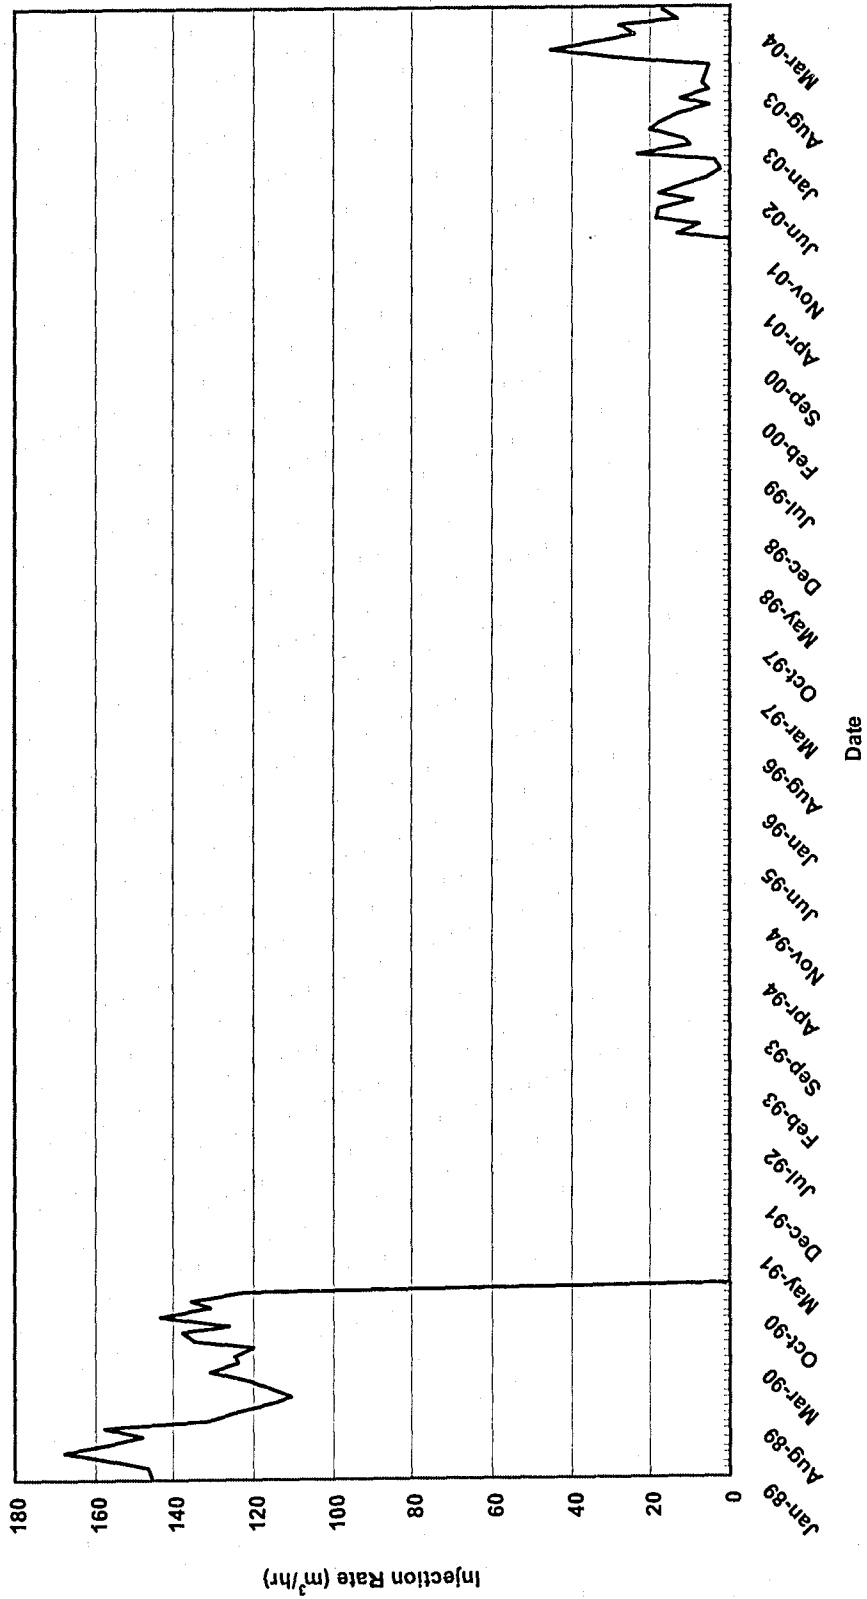 Injection Rate (m³/hr)
180
160
140
120
100
80
60
40
20
0
Jan-89
Aug-89
Mar-90
Oct-90
May-91
Dec-91
Jul-92
Feb-93
Sep-93
Apr-94
Nov-94
Jun-95
Jan-96
Aug-96
Mar-97
Oct-97
May-98
Dec-98
Jul-99
Feb-00
Sep-00
Apr-01
Nov-01
Jun-02
Jan-03
Aug-03
Mar-04
Date